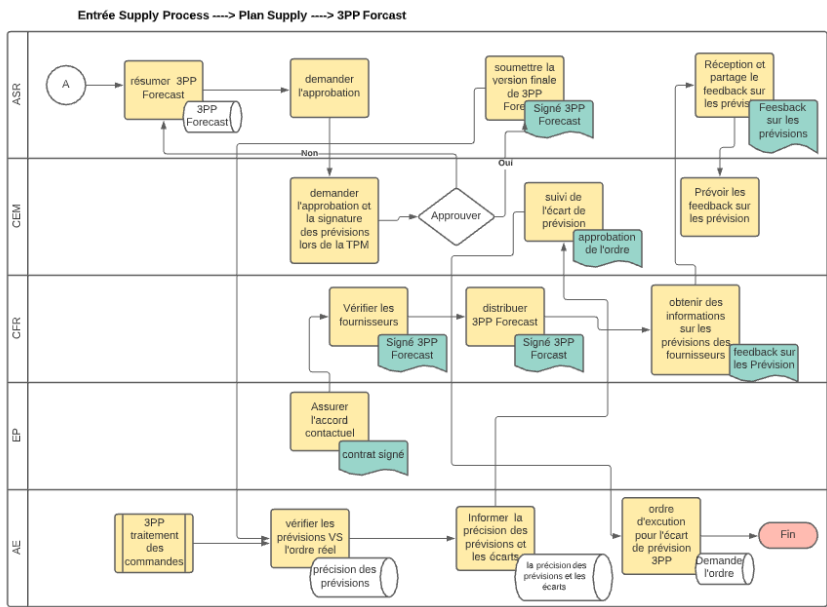 Entrée Supply Process ----> Plan Supply ----> 3PP Forcast
ASR
A
résumer 3PP
Forecast
3PP
Forecast
demander
l'approbation
soumettre la
version finale
de 3PP
Signé 3PP
Forecast
Réception et
partage le
feedback sur
Feesback
sur les
prévisions
Non
Oui
CEM
demander
l'approbation et
la signature
des prévisions
lors de la TPM
Approuver
suivi de
l'écart de
prévision
approbation
de l'ordre
Prévoir les
feedback sur
les prévision
CFR
Vérifier les
fournisseurs
Signé 3PP
Forecast
distribuer
3PP Forecast
Signé 3PP
Forcast
obtenir des
informations
sur les
prévisions des
fournisseurs
feedback sur
les Prévision
EP
Assurer
l'accord
contactuel
contrat signé
AE
3PP
traitement
des
commandes
vérifier les
prévisions VS
l'ordre réel
précision des
prévisions
Informer la
précision des
prévisions et
les écarts
la précision des
prévisions et les
écarts
ordre
d'excution
pour l'écart
de prévision
3PP
Demande
l'ordre
Fin